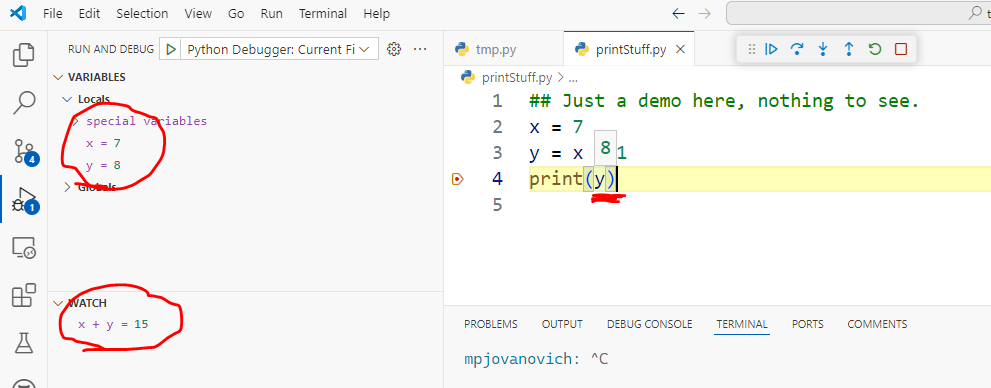 File Edit Selection View Go Run Terminal Help
RUN AND DEBUG Python Debugger: Current Fi
VARIABLES
Locals
special variables
x = 7
y = 8
Globals
WATCH
x + y = 15
4
1
tmp.py printStuff.py
printStuff.py > ...
1 ## Just a demo here, nothing to see.
2 x = 7
3 y = x 8 1
4 print(y)
5
PROBLEMS OUTPUT DEBUG CONSOLE TERMINAL PORTS COMMENTS
mpjovanovich: ^C